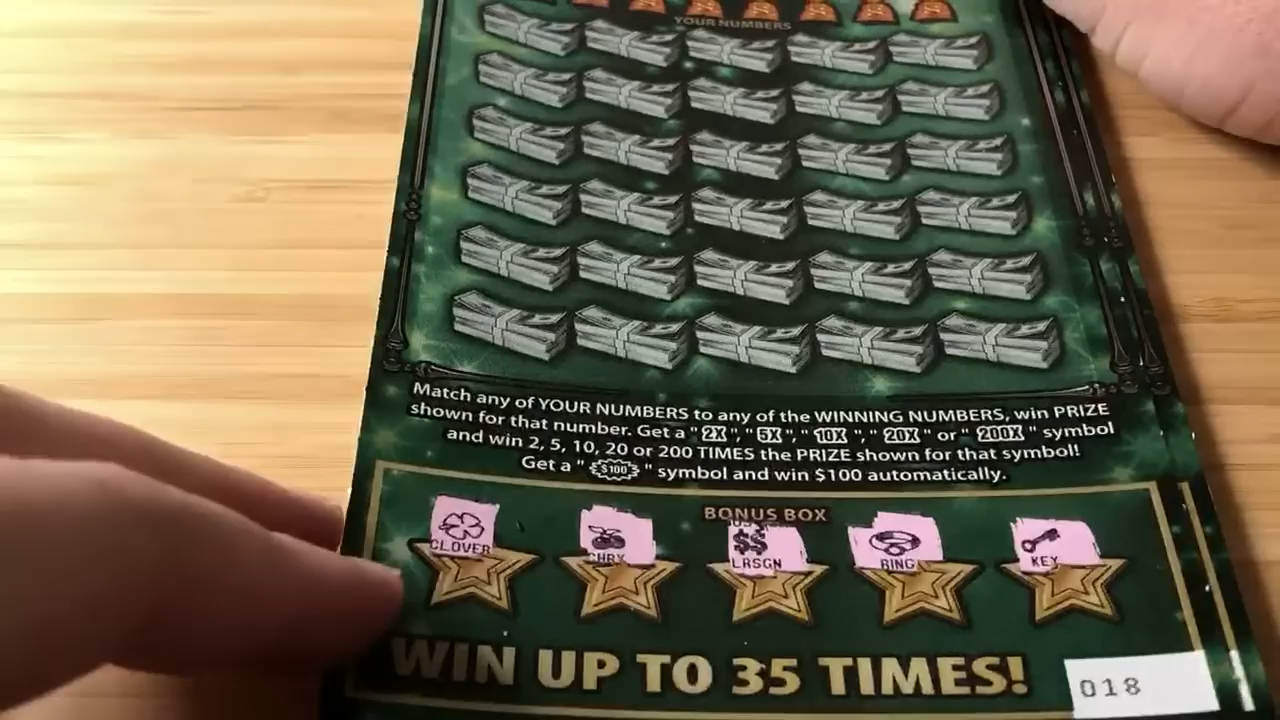 YOUR NUMBERS
Match any of YOUR NUMBERS to any of the WINNING NUMBERS, win PRIZE
shown for that number. Get a " 2X ", " 5X ", " 10X ", " 20X " or " 200X " symbol
and win 2, 5, 10, 20 or 200 TIMES the PRIZE shown for that symbol!
Get a " $100 " symbol and win $100 automatically.
BONUS BOX
$$
CLOVER CHRY LRSGN RING KEY
WIN UP TO 35 TIMES!
018